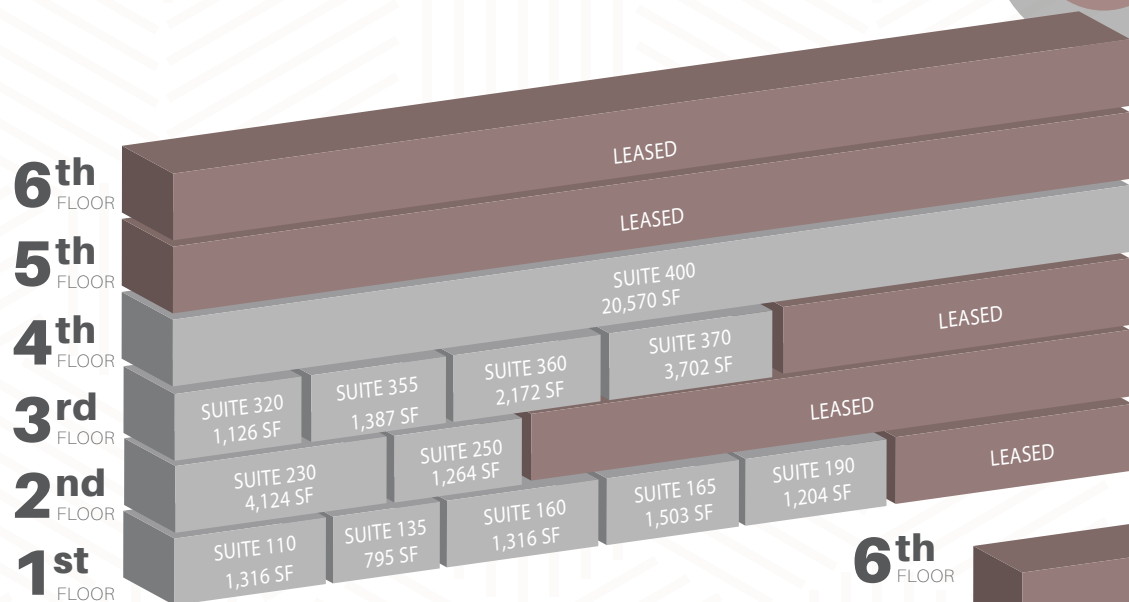 6th
FLOOR
LEASED
5th
FLOOR
LEASED
4th
FLOOR
SUITE 400
20,570 SF
3rd
FLOOR
SUITE 320
1,126 SF
SUITE 355
1,387 SF
SUITE 360
2,172 SF
SUITE 370
3,702 SF
LEASED
2nd
FLOOR
SUITE 230
4,124 SF
SUITE 250
1,264 SF
LEASED
1st
FLOOR
SUITE 110
1,316 SF
SUITE 135
795 SF
SUITE 160
1,316 SF
SUITE 165
1,503 SF
SUITE 190
1,204 SF
LEASED
6th
FLOOR